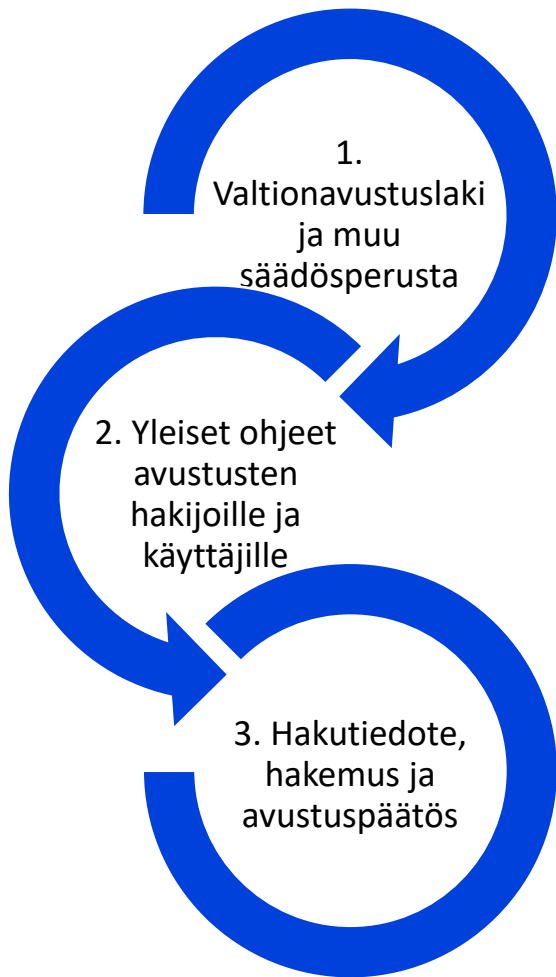 1.
Valtionavustuslaki
ja muu
säädösperusta
2. Yleiset ohjeet
avustusten
hakijoille ja
käyttäjille
3. Hakutiedote,
hakemus ja
avustuspäätös